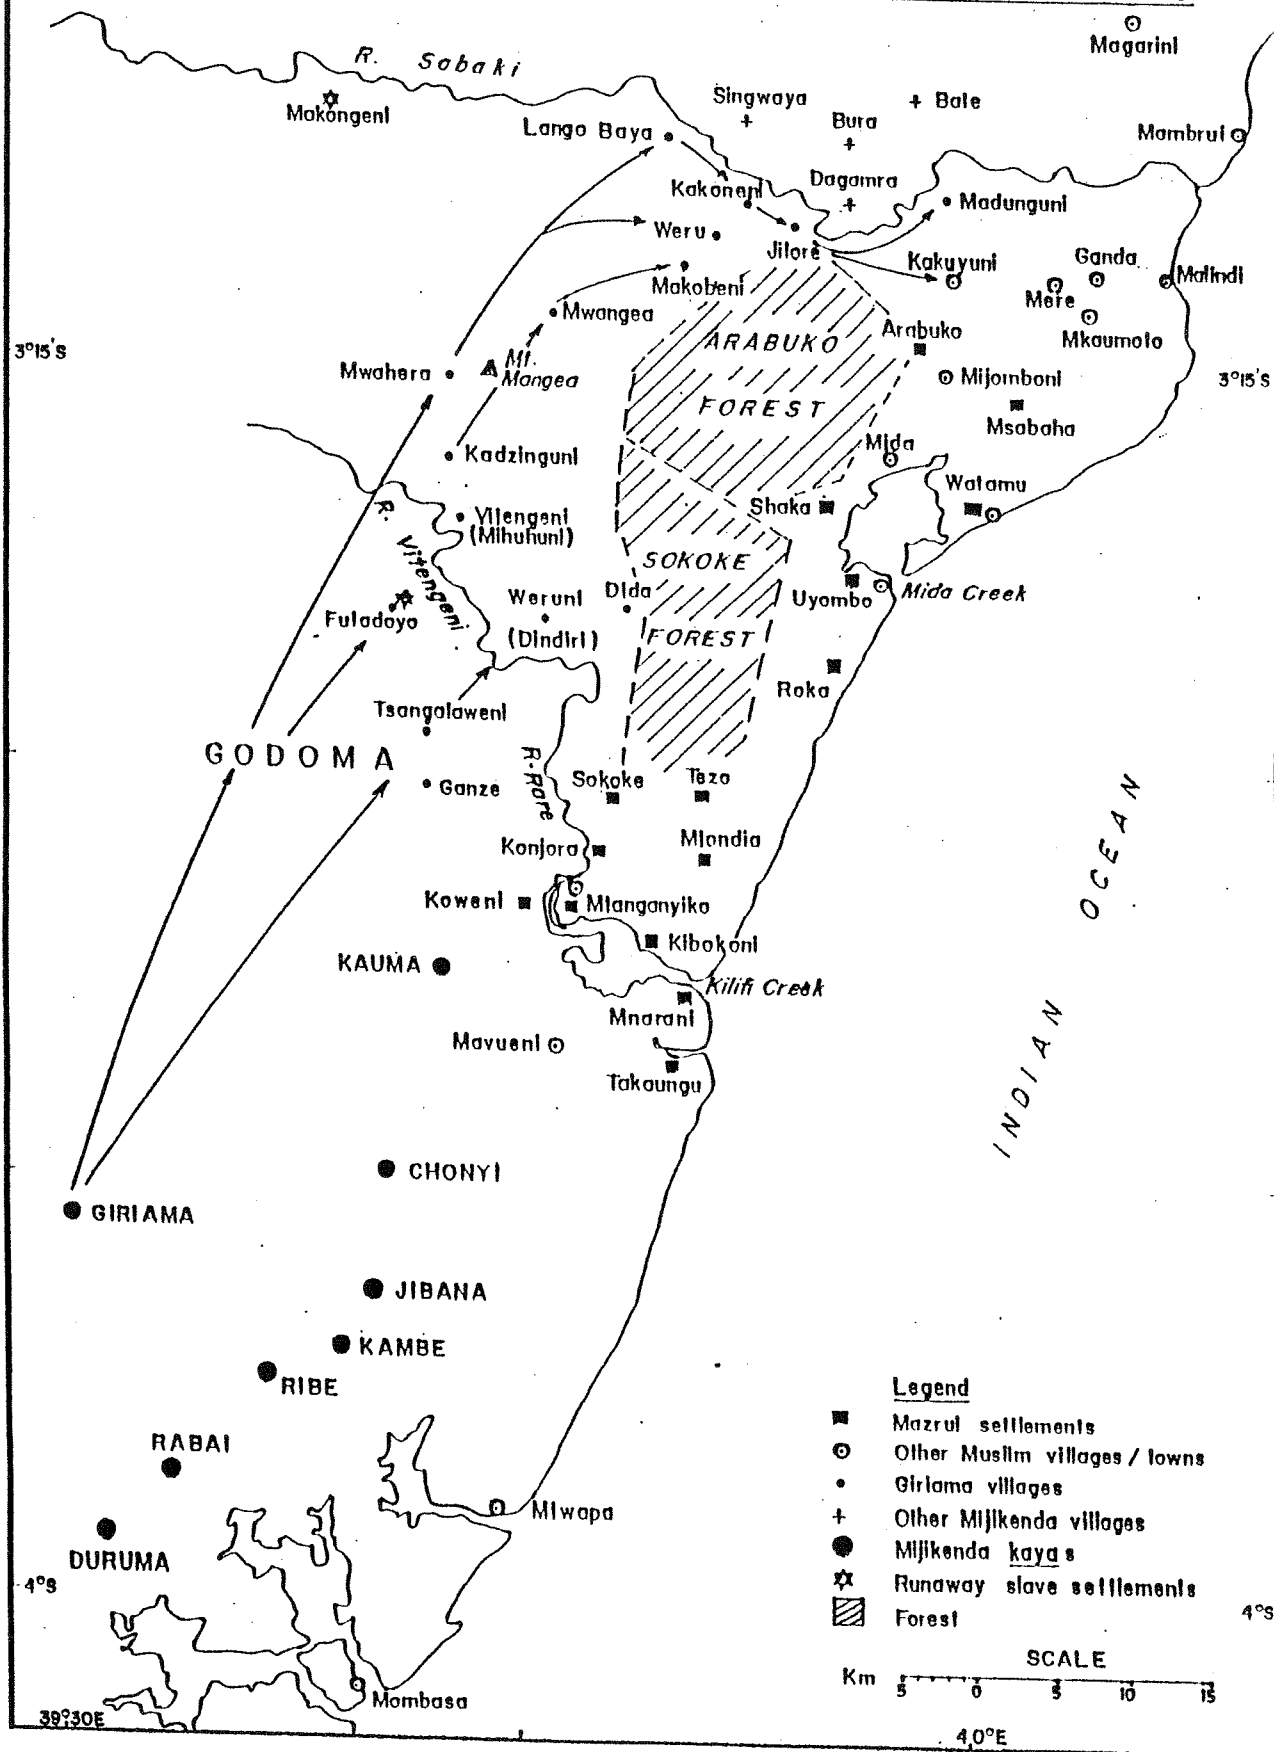 Magarini
R. Sabaki
Makongeni
Singwaya
Bale
Bura
Lango Baya
Mambrui
Dagamra
Kakoneni
Madunguni
Weru
Jilore
Kakuyuni
Ganda
Malindi
Makobeni
Mere
Mwangea
Arabuko
Mkaumoto
ARABUKO
FOREST
3°15's
Mt.
Mangea
Mwahera
Mijomboni
3°15's
Msabaha
Kadzinguni
Mida
Watamu
Shaka
R. Vitengeni
Vitengeni
(Mihuhuni)
SOKOKE
FOREST
Dida
Weruni
(Dindiri)
Uyombo
Mida Creek
Fuladoyo
Roka
Tsangalaweni
GODOMA
Ganze
R-Rare
Sokoke
Tezo
Konjora
Mtondia
Koweni
Mtanganyiko
Kibokoni
KAUMA
Kilifi Creek
Mnarani
Mavueni
Takaungu
INDIAN OCEAN
CHONYI
GIRIAMA
JIBANA
KAMBE
RIBE
RABAI
DURUMA
Mtwapa
Mombasa
Legend
Mazrui settlements
Other Muslim villages / towns
Giriama villages
Other Mijikenda villages
Mijikenda kayas
Runaway slave settlements
Forest
4°S
4°S
SCALE
Km 5 0 5 10 15
39°30E
40°E